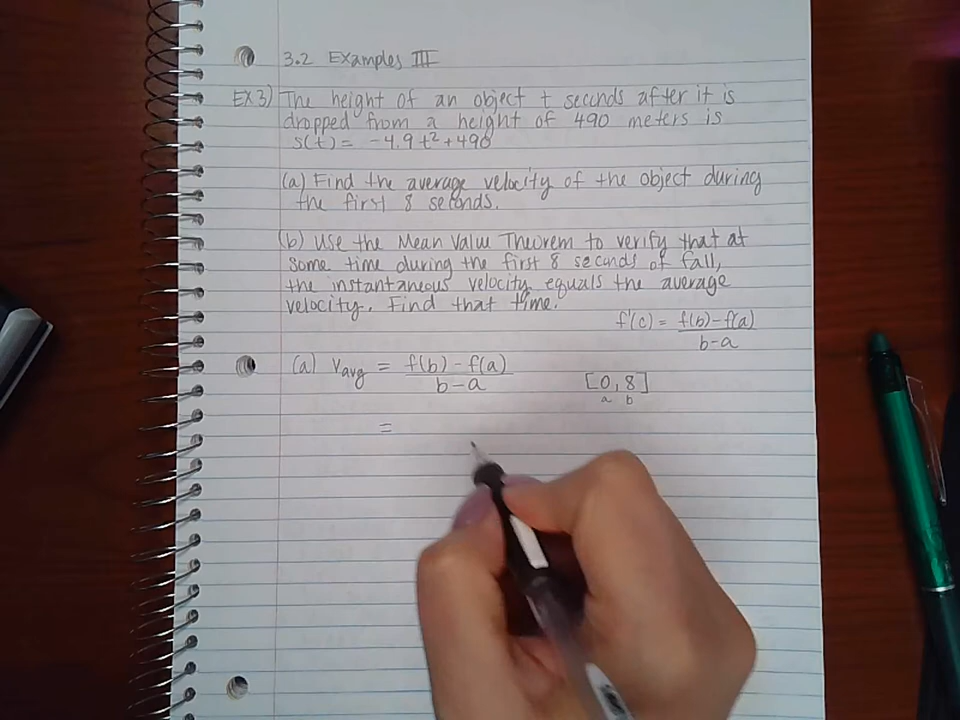 3.2 Examples III
EX 3) The height of an object t seconds after it is
dropped from a height of 490 meters is
s(t) = -4.9t² + 490
(a) Find the average velocity of the object during
the first 8 seconds.
(b) Use the Mean Value Theorem to verify that at
some time during the first 8 seconds of fall,
the instantaneous velocity equals the average
velocity. Find that time.
f'(c) = f(b) - f(a)
b - a
(a) Vavg = f(b) - f(a)
b - a
[0, 8]
a b
=